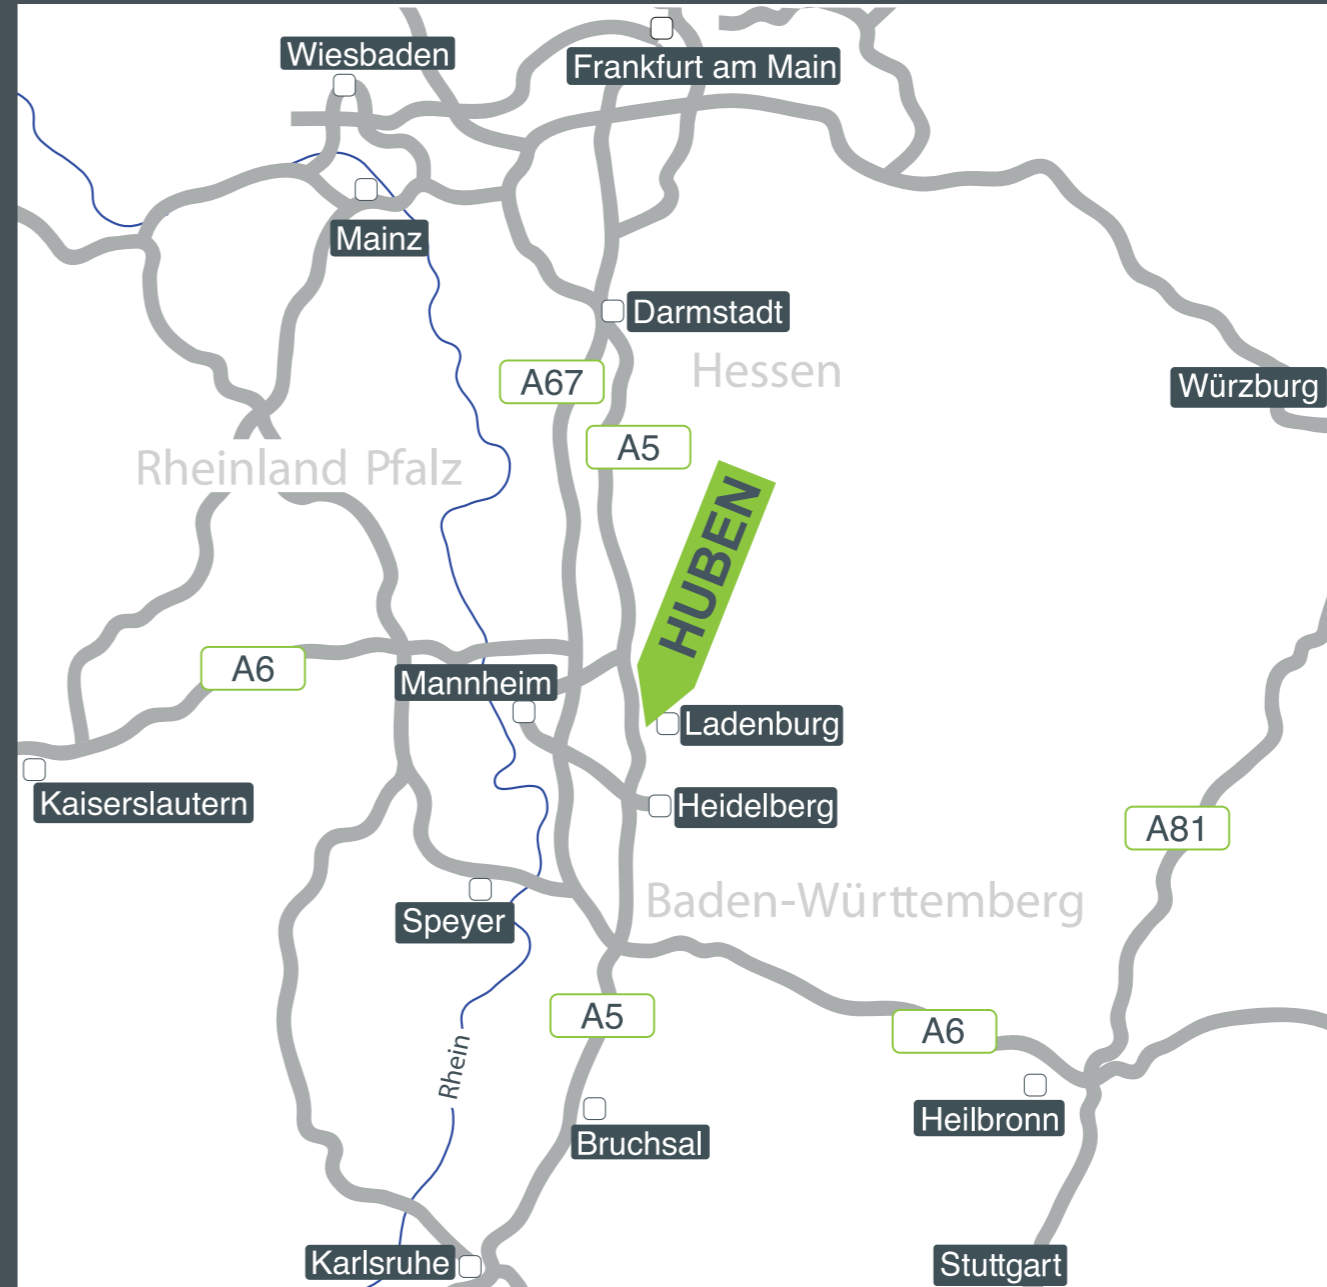 Wiesbaden
Frankfurt am Main
Mainz
Darmstadt
Hessen
A67
Würzburg
A5
Rheinland Pfalz
HUBEN
A6
Mannheim
Ladenburg
Kaiserslautern
Heidelberg
A81
Baden-Württemberg
Speyer
A5
A6
Rhein
Heilbronn
Bruchsal
Karlsruhe
Stuttgart